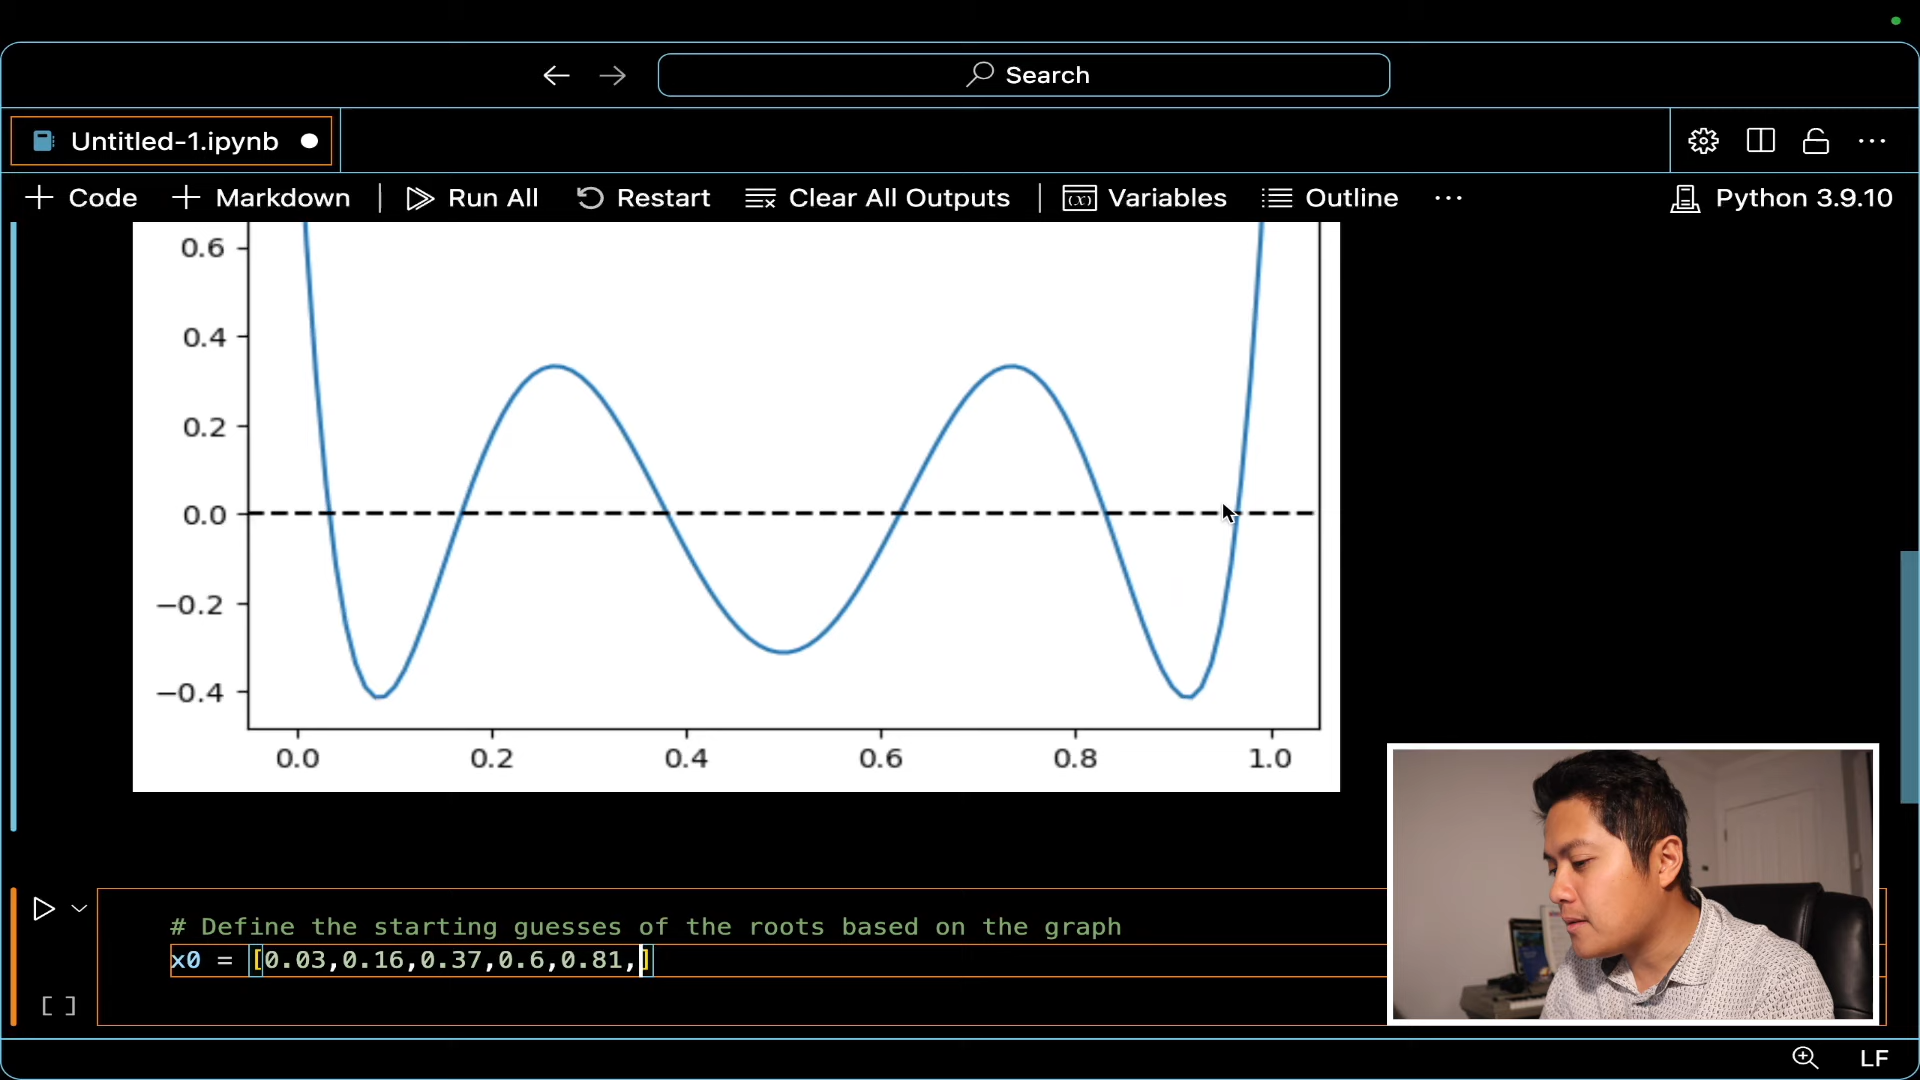 Search
Untitled-1.ipynb
Code Markdown Run All Restart Clear All Outputs Variables Outline ... Python 3.9.10
0.6
0.4
0.2
0.0
−0.2
−0.4
0.0 0.2 0.4 0.6 0.8 1.0
# Define the starting guesses of the roots based on the graph
x0 = [0.03,0.16,0.37,0.6,0.81,]
[ ]
LF